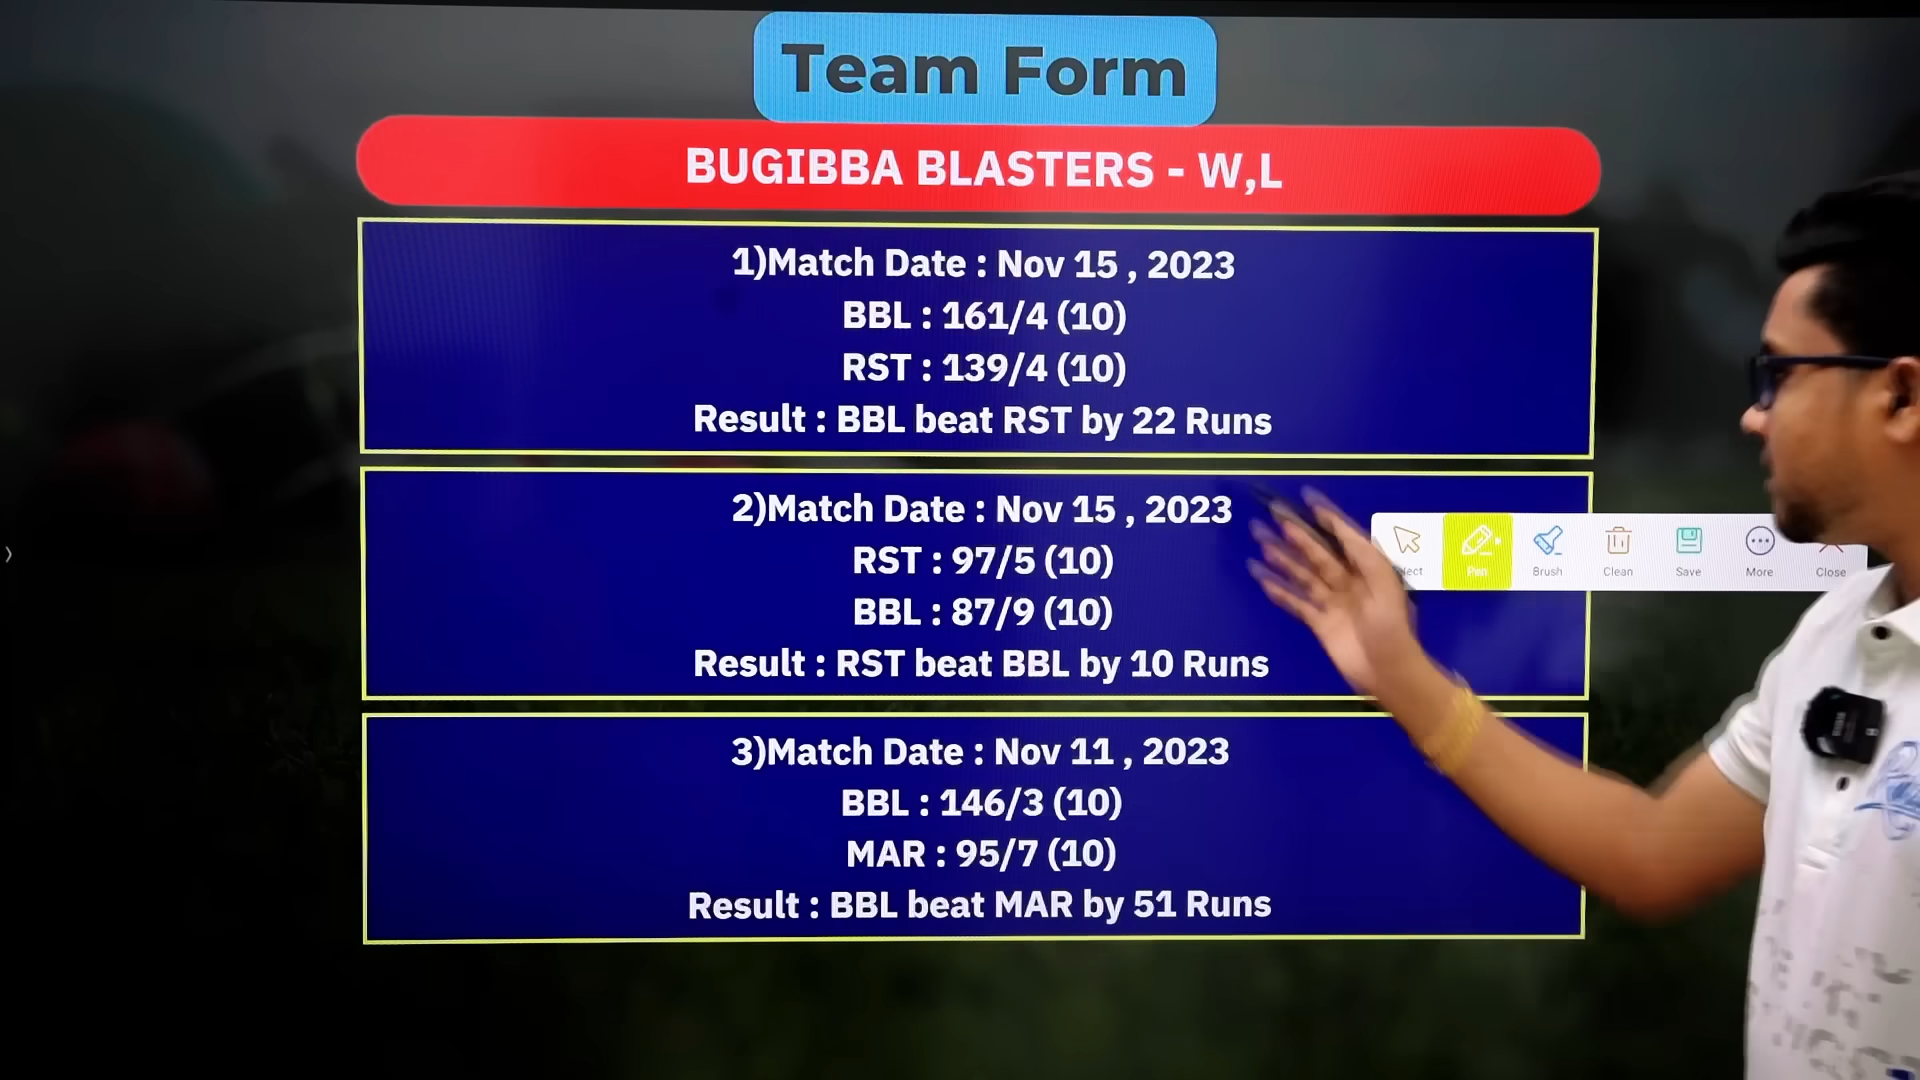 Team Form
BUGIBBA BLASTERS - W,L
1)Match Date : Nov 15 , 2023
BBL : 161/4 (10)
RST : 139/4 (10)
Result : BBL beat RST by 22 Runs
2)Match Date : Nov 15 , 2023
RST : 97/5 (10)
BBL : 87/9 (10)
Result : RST beat BBL by 10 Runs
Pen Brush Clean Save More Close
3)Match Date : Nov 11 , 2023
BBL : 146/3 (10)
MAR : 95/7 (10)
Result : BBL beat MAR by 51 Runs